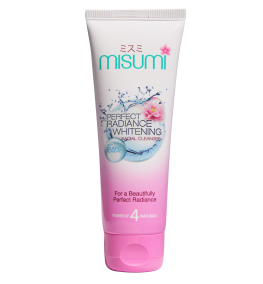 ミスミ
misumi
PERFECT
RADIANCE
WHITENING
FACIAL CLEANSER
For a Beautifully
Perfect Radiance
4